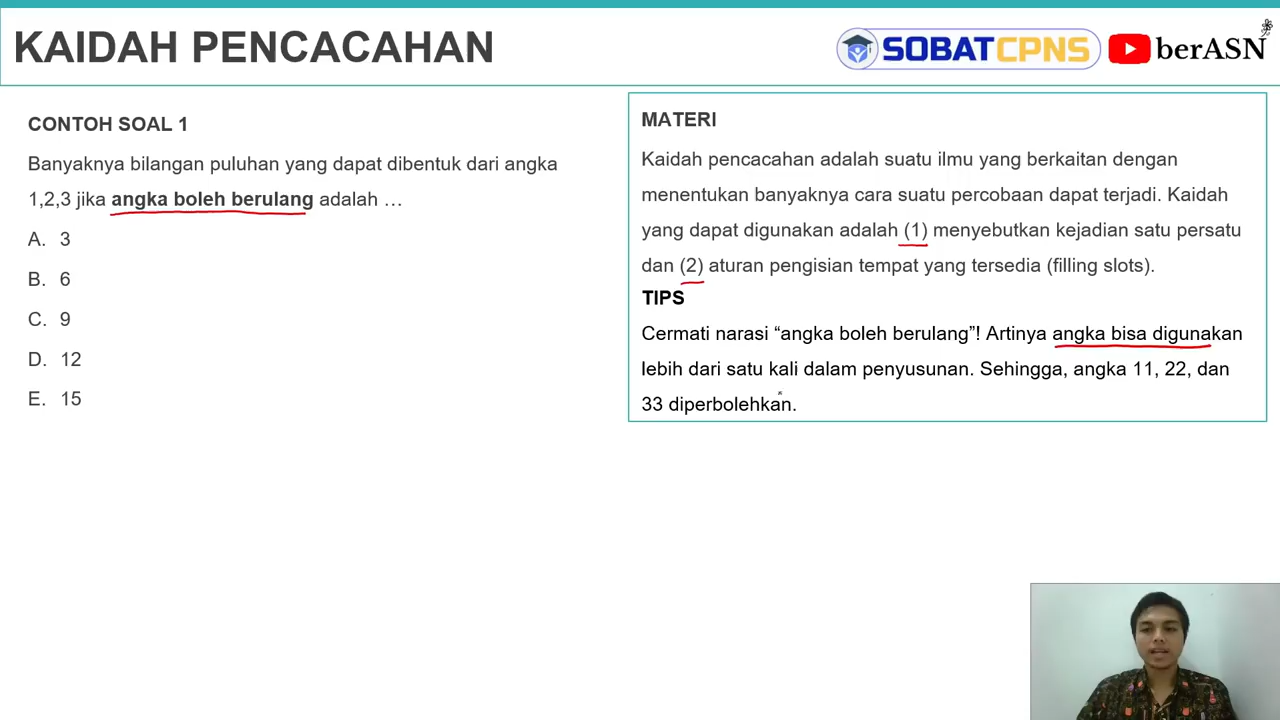 KAIDAH PENCACAHAN
SOBATCPNS
berASN
CONTOH SOAL 1
Banyaknya bilangan puluhan yang dapat dibentuk dari angka
1,2,3 jika angka boleh berulang adalah …
A. 3
B. 6
C. 9
D. 12
E. 15
MATERI
Kaidah pencacahan adalah suatu ilmu yang berkaitan dengan
menentukan banyaknya cara suatu percobaan dapat terjadi. Kaidah
yang dapat digunakan adalah (1) menyebutkan kejadian satu persatu
dan (2) aturan pengisian tempat yang tersedia (filling slots).
TIPS
Cermati narasi “angka boleh berulang”! Artinya angka bisa digunakan
lebih dari satu kali dalam penyusunan. Sehingga, angka 11, 22, dan
33 diperbolehkan.